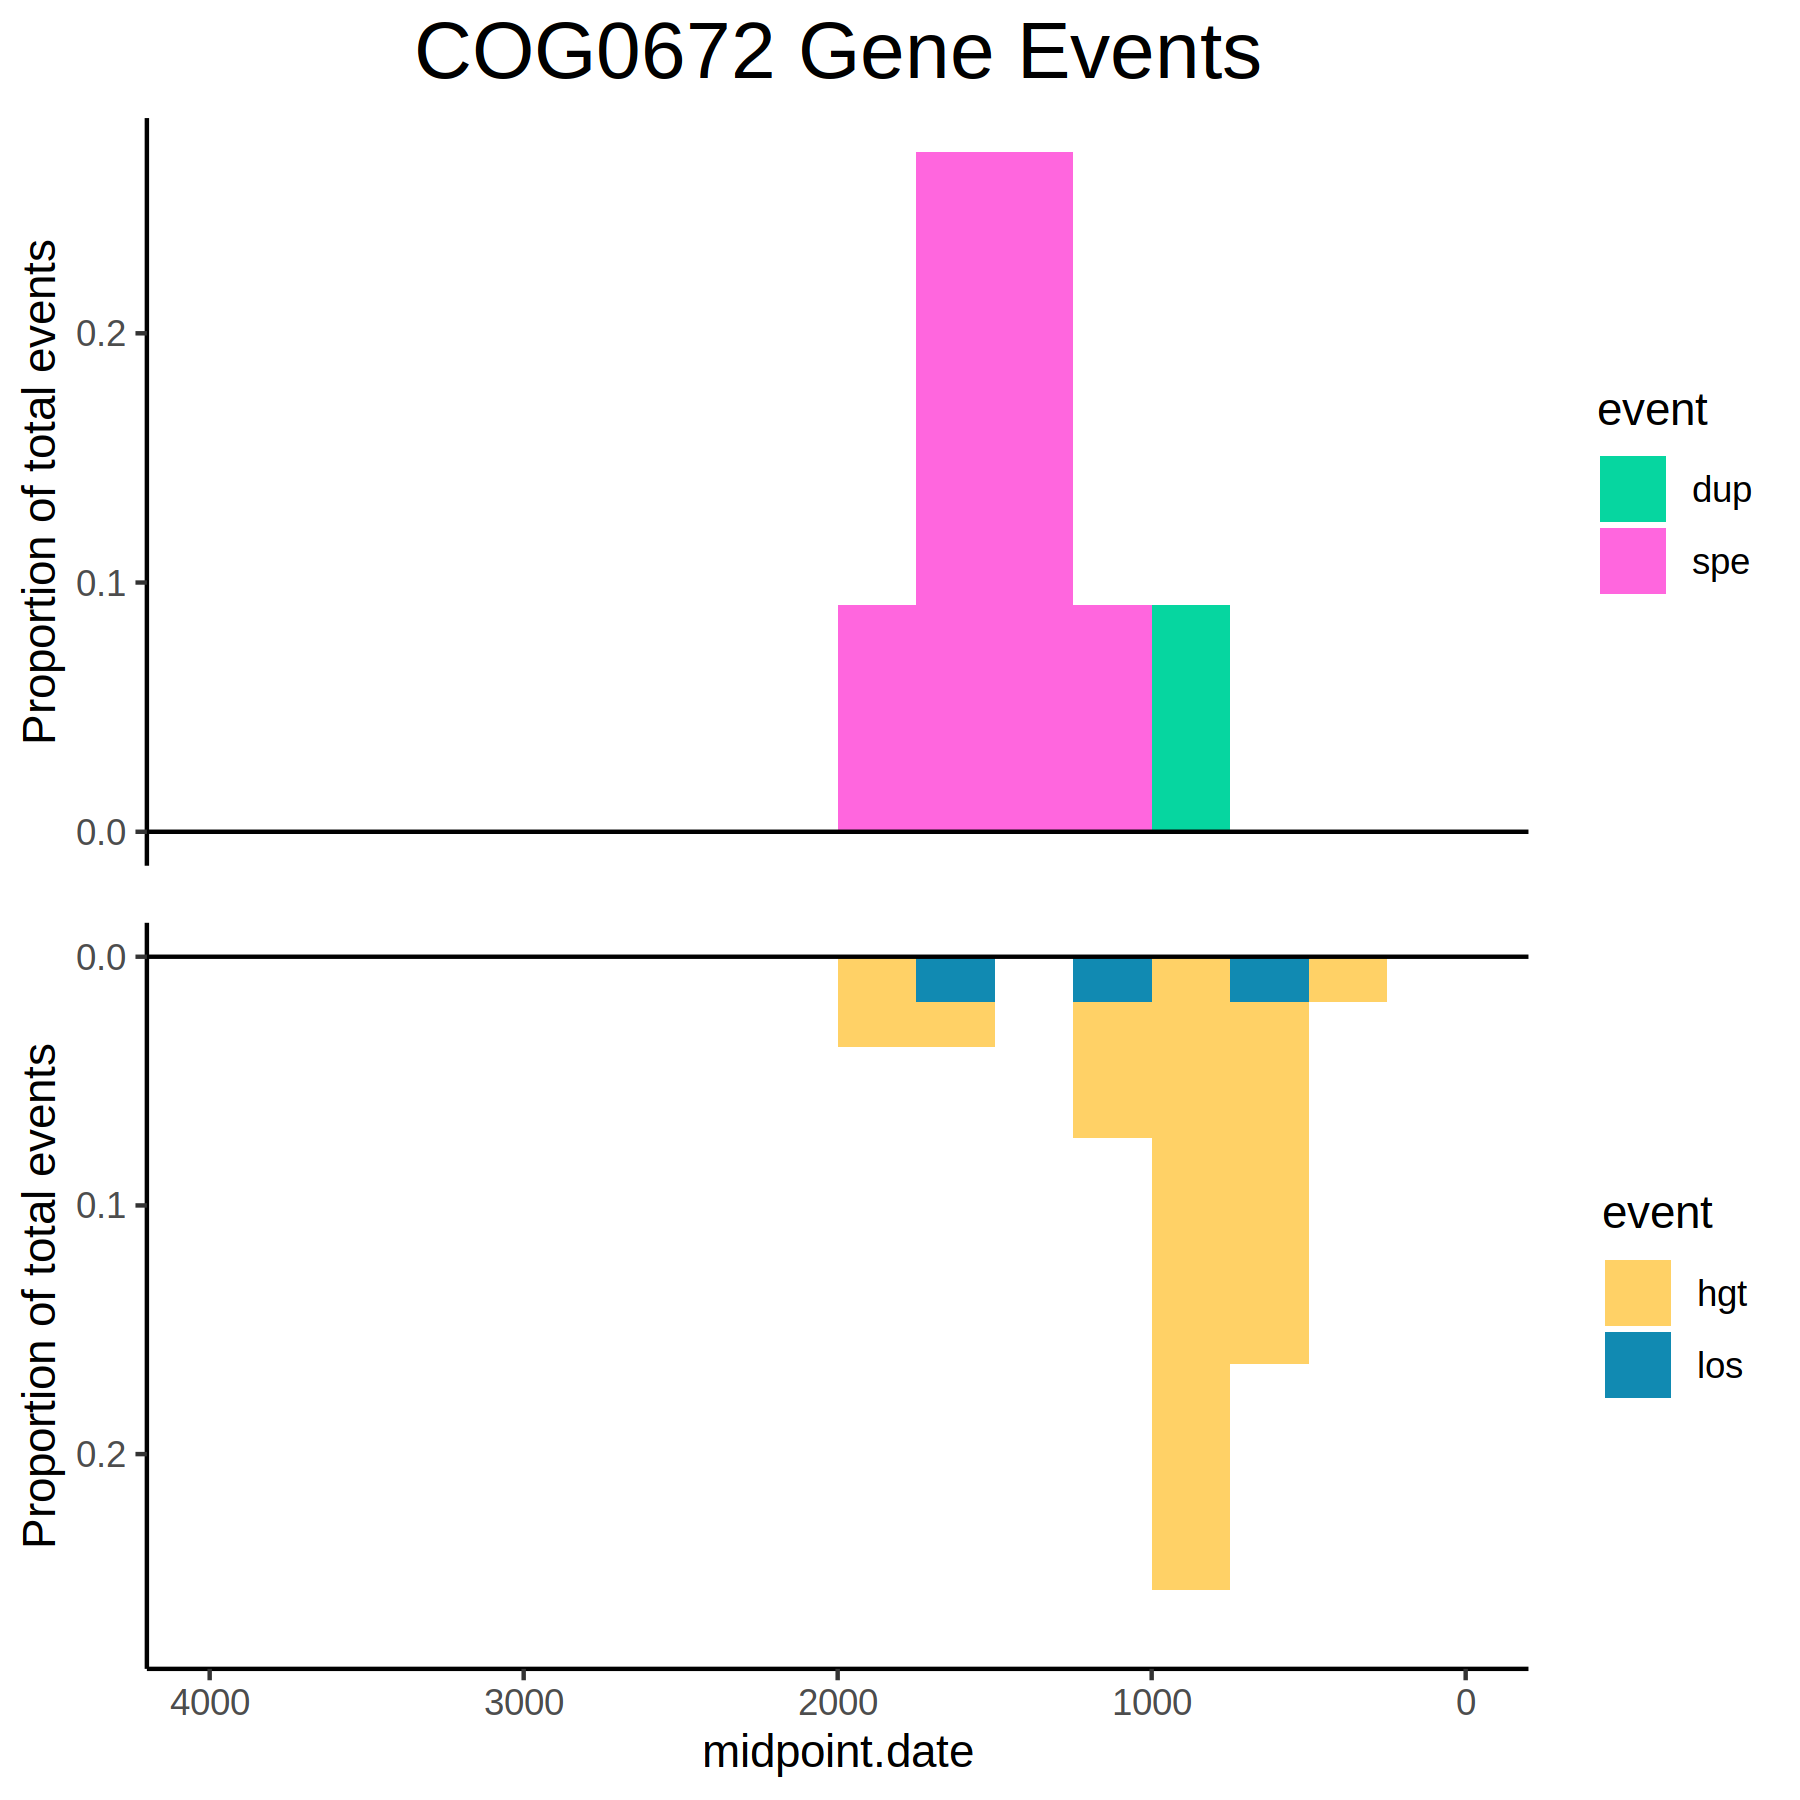 COG0672 Gene Events
Proportion of total events
0.2
0.1
0.0
event
dup
spe
Proportion of total events
0.0
0.1
0.2
event
hgt
los
4000 3000 2000 1000 0
midpoint.date